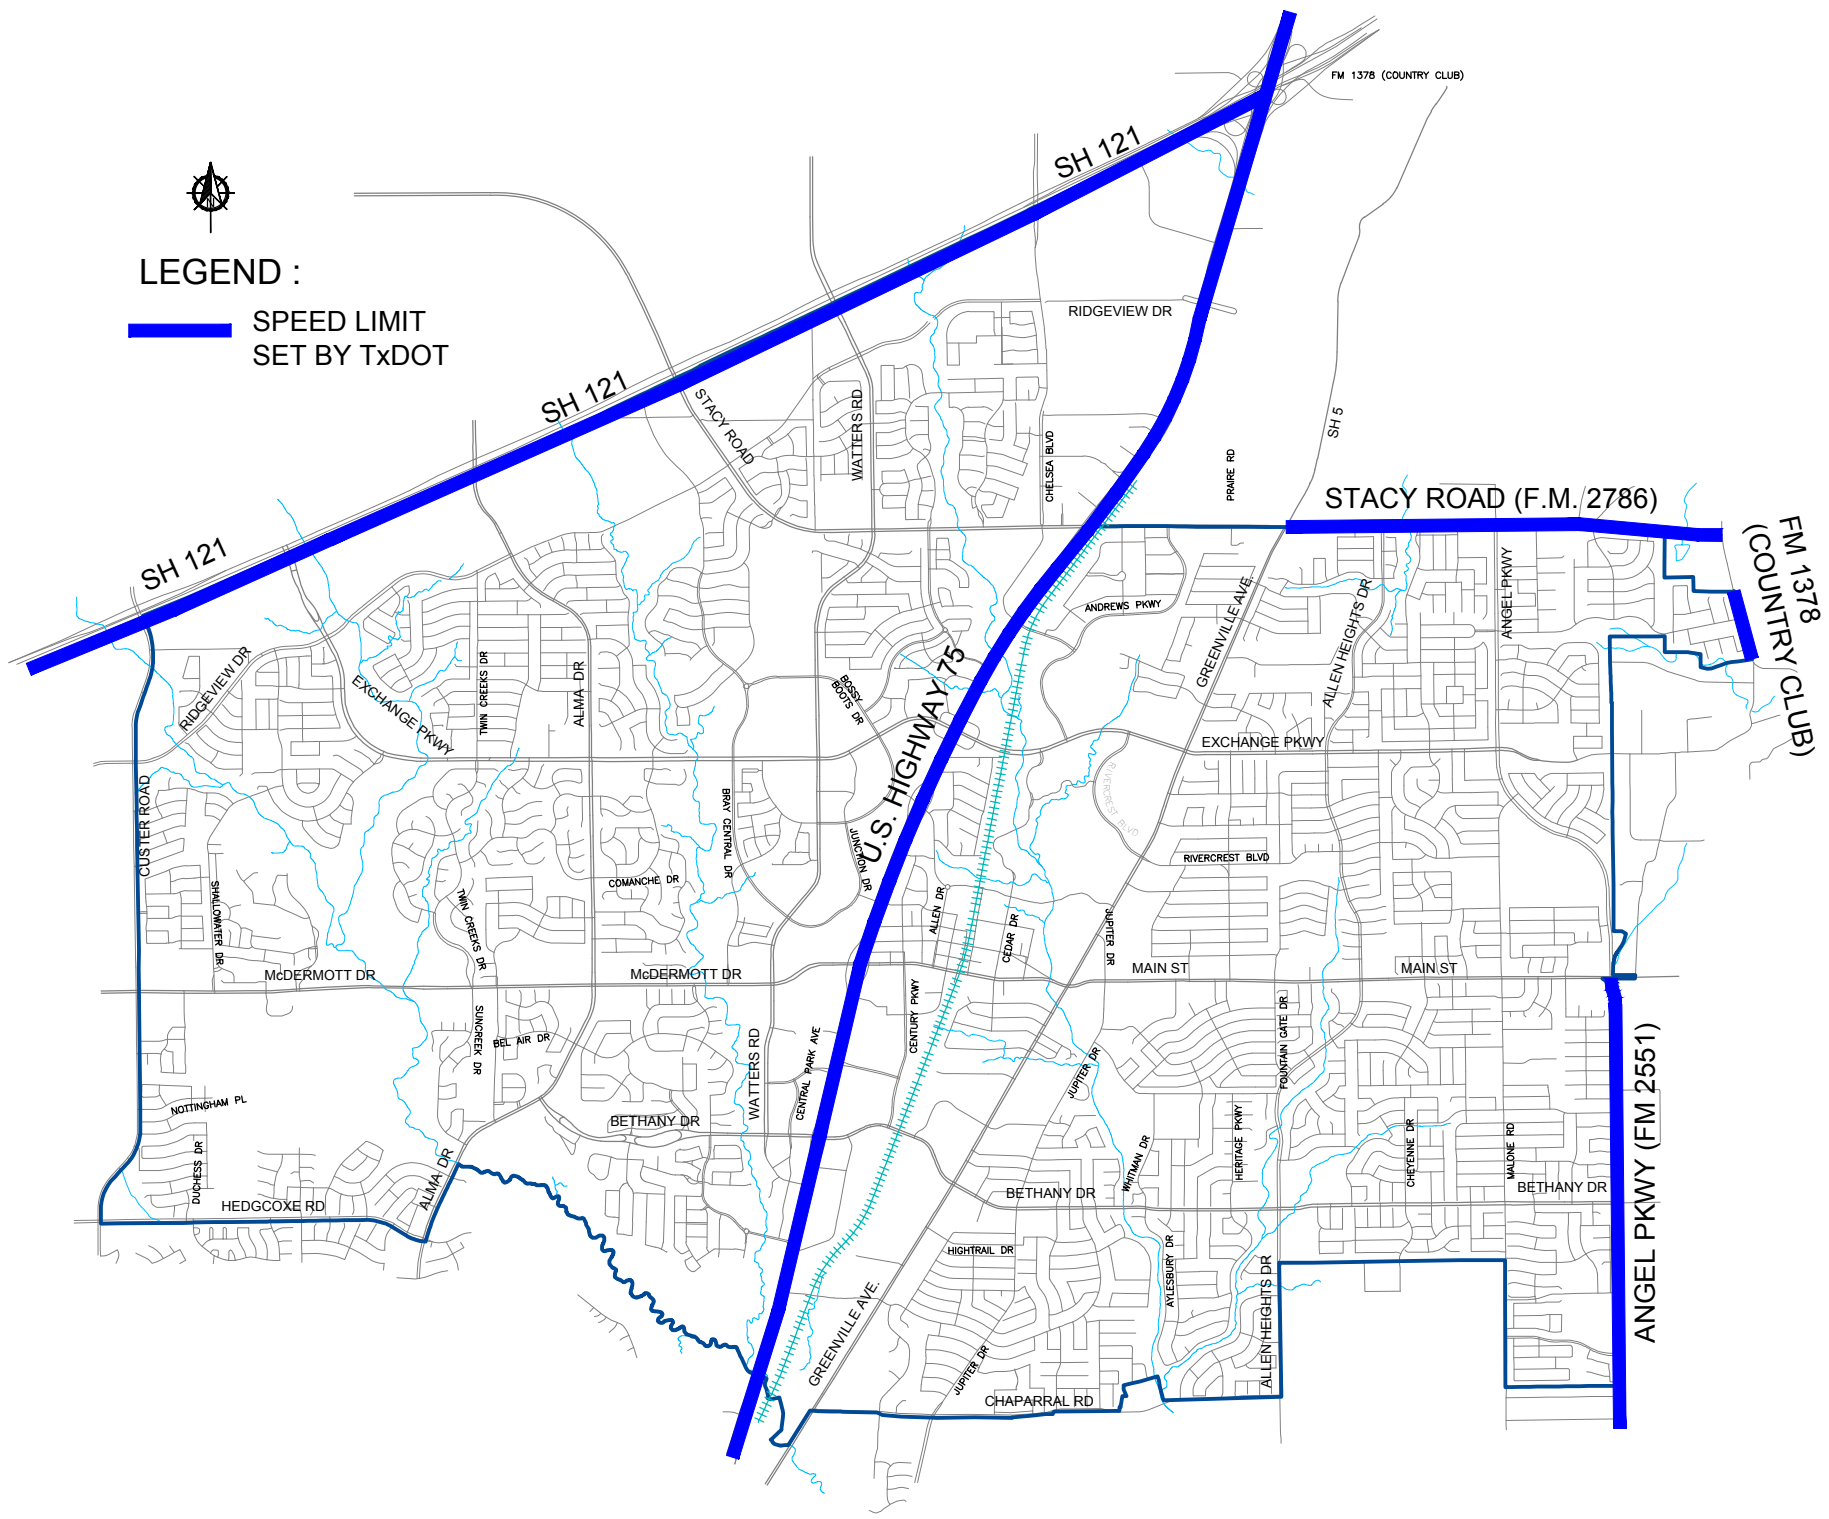 FM 1378 (COUNTRY CLUB)
SH 121
N
LEGEND :
SPEED LIMIT
SET BY TxDOT
RIDGEVIEW DR
SH 121
STACY ROAD
WATTERS RD
CHELSEA BLVD
PRAIRE RD
SH 5
STACY ROAD (F.M. 2786)
FM 1378
(COUNTRY CLUB)
SH 121
ANDREWS PKWY
GREENVILLE AVE.
ALLEN HEIGHTS DR
ANGEL PKWY
RIDGEVIEW DR
EXCHANGE PKWY
TWIN CREEKS DR
ALMA DR
BOSSY
BOOTS DR
U.S. HIGHWAY 75
EXCHANGE PKWY
RIVERCREST BLVD
CUSTER ROAD
BRAY CENTRAL DR
JUNCTION DR
RIVERCREST BLVD
SHALLOWATER DR
TWIN CREEKS DR
COMANCHE DR
ALLEN DR
CEDAR DR
JUPITER DR
McDERMOTT DR
McDERMOTT DR
MAIN ST
MAIN ST
SUNCREEK DR
BEL AIR DR
WATTERS RD
CENTRAL PARK AVE
CENTURY PKWY
JUPITER DR
FOUNTAIN GATE DR
ANGEL PKWY (FM 2551)
NOTTINGHAM PL
BETHANY DR
DUCHESS DR
ALMA DR
WHITMAN DR
HERITAGE PKWY
CHEYENNE DR
MALONE RD
HEDGCOXE RD
BETHANY DR
BETHANY DR
HIGHTRAIL DR
AYLESBURY DR
ALLEN HEIGHTS DR
GREENVILLE AVE.
JUPITER DR
CHAPARRAL RD